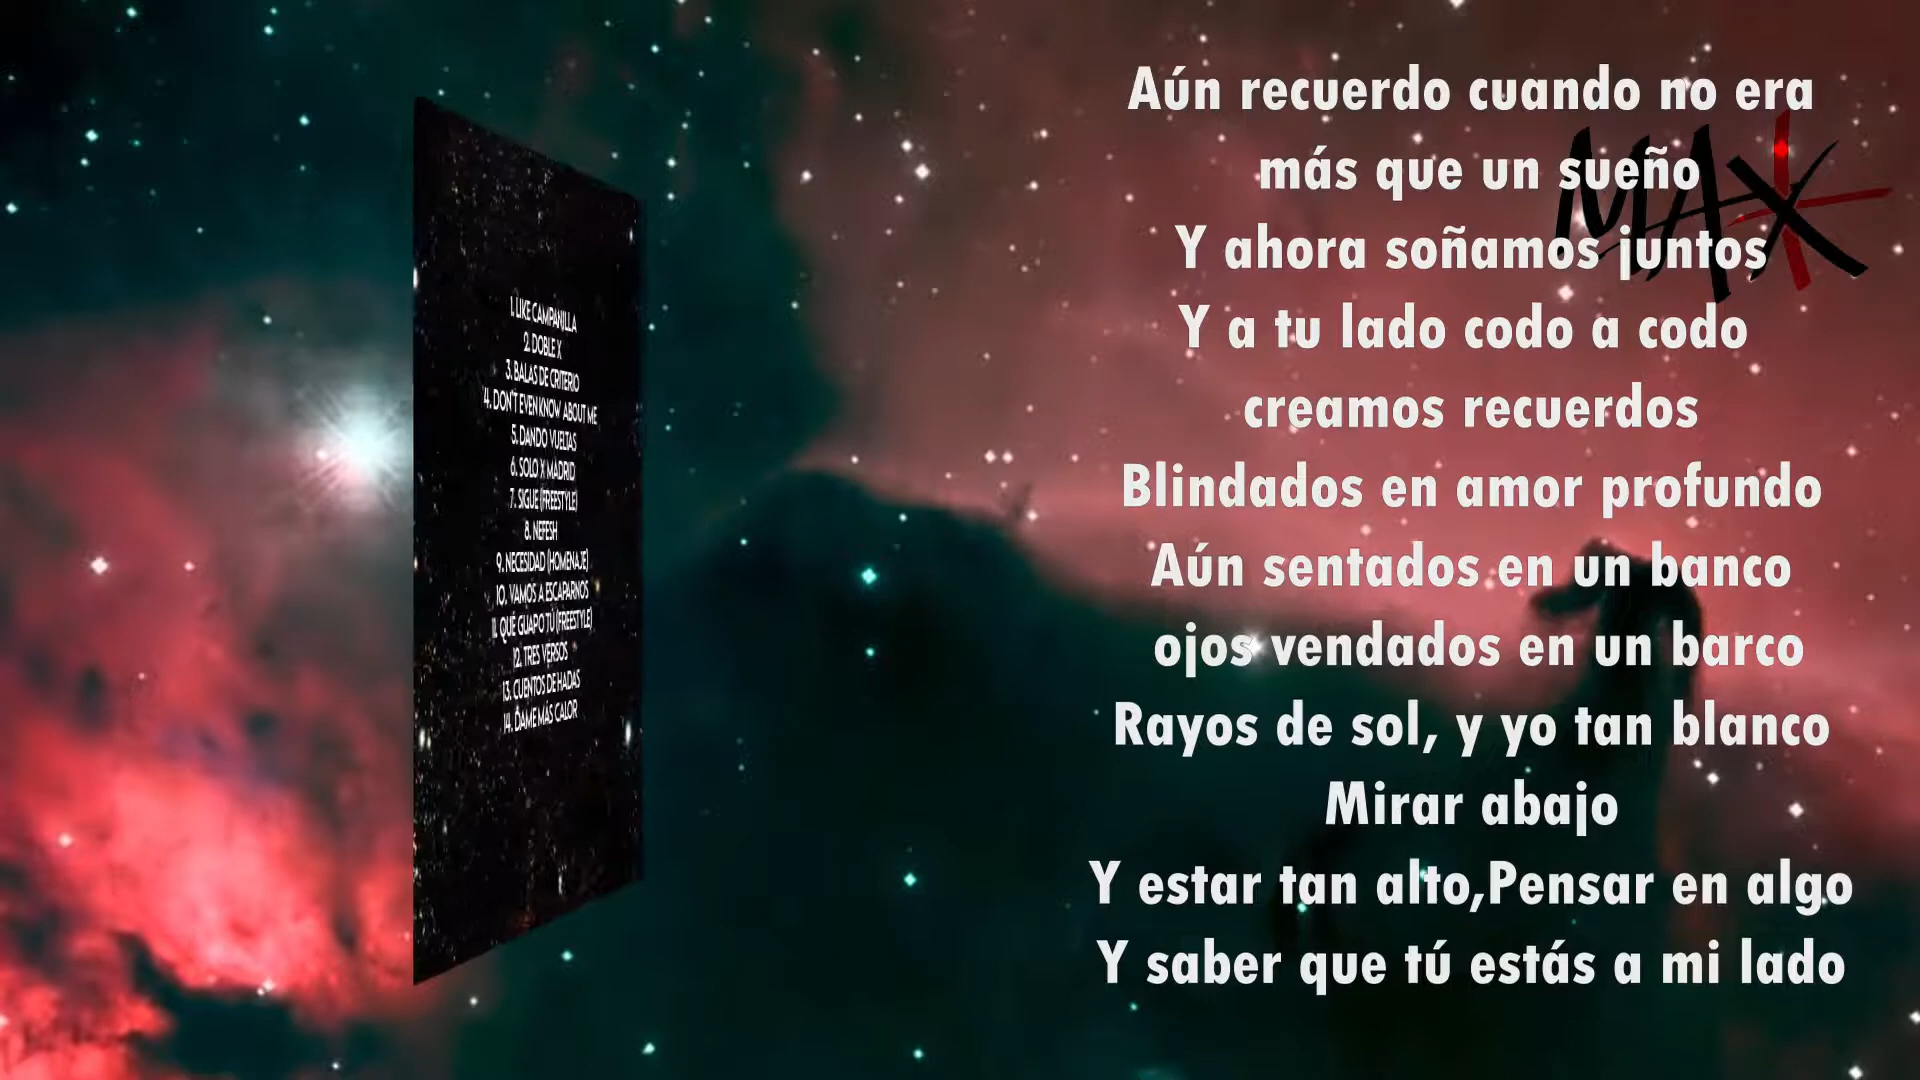 1. LIKE CAMPANILLA
2. DOBLE X
3. BALAS DE CRITERIO
4. DON'T EVEN KNOW ABOUT ME
5. DANDO VUELTAS
6. SOLO X MADRID
7. SIGUE (FREESTYLE)
8. NEFESH
9. NECESIDAD (HOMENAJE)
10. VAMOS A ESCAPARNOS
11. QUÉ GUAPO TÚ (FREESTYLE)
12. TRES VERSOS
13. CUENTOS DE HADAS
14. DAME MÁS CALOR
MAX
Aún recuerdo cuando no era
más que un sueño
Y ahora soñamos juntos
Y a tu lado codo a codo
creamos recuerdos
Blindados en amor profundo
Aún sentados en un banco
ojos vendados en un barco
Rayos de sol, y yo tan blanco
Mirar abajo
Y estar tan alto,Pensar en algo
Y saber que tú estás a mi lado